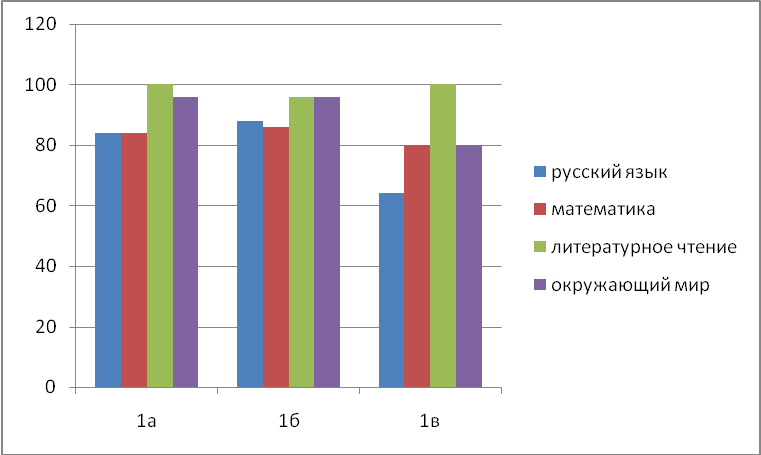 120
100
80
60
40
20
0
1а 1б 1в
русский язык
математика
литературное чтение
окружающий мир